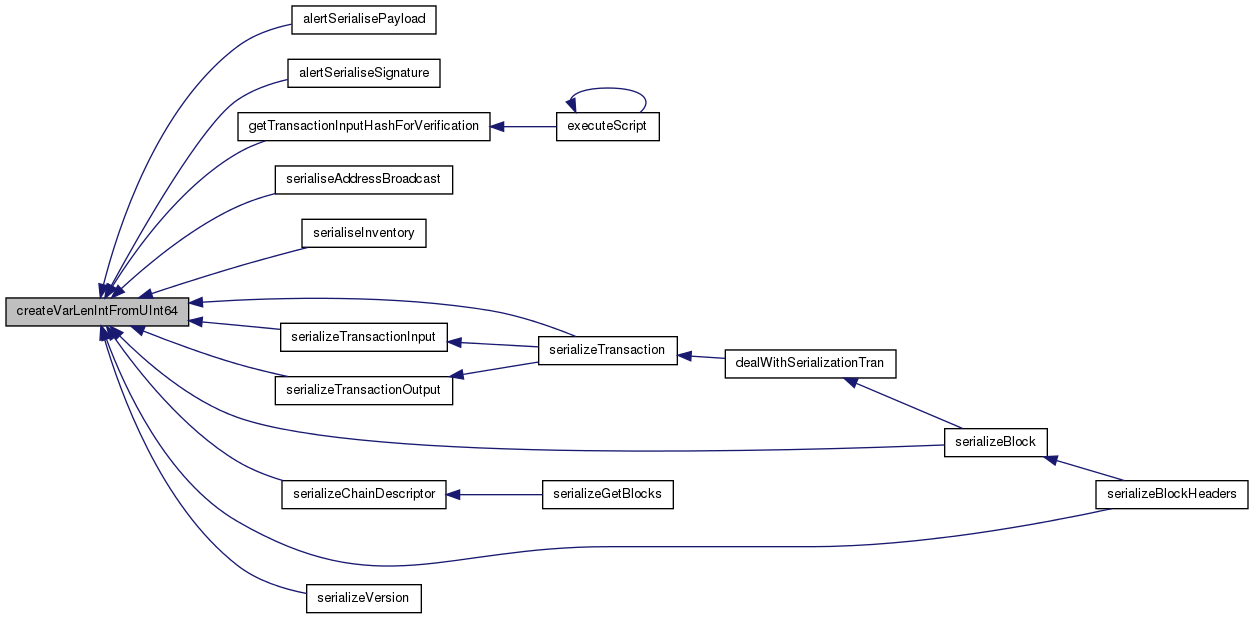 alertSerialisePayload
alertSerialiseSignature
getTransactionInputHashForVerification
executeScript
serialiseAddressBroadcast
serialiseInventory
createVarLenIntFromUInt64
serializeTransactionInput
serializeTransaction
dealWithSerializationTran
serializeTransactionOutput
serializeBlock
serializeChainDescriptor
serializeGetBlocks
serializeBlockHeaders
serializeVersion